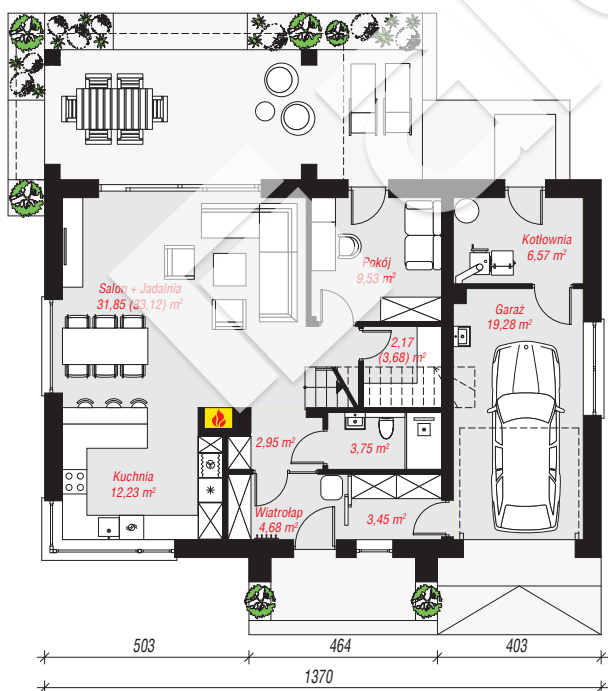 Kotłownia
6,57 m²
Pokój
9,53 m²
Salon + Jadalnia
31,85 (33,12) m²
Garaż
19,28 m²
2,17
(3,68) m²
2,95 m²
3,75 m²
Kuchnia
12,23 m²
Wiatrołap
4,68 m²
3,45 m²
503
464
403
1370